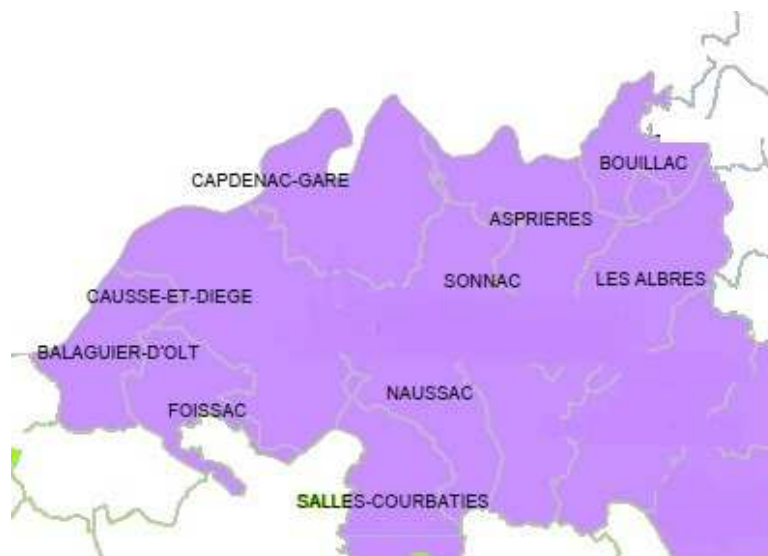 BOUILLAC
CAPDENAC-GARE
ASPRIERES
SONNAC
LES ALBRES
CAUSSE-ET-DIEGE
BALAGUIER-D'OLT
NAUSSAC
FOISSAC
SALLES-COURBATIES